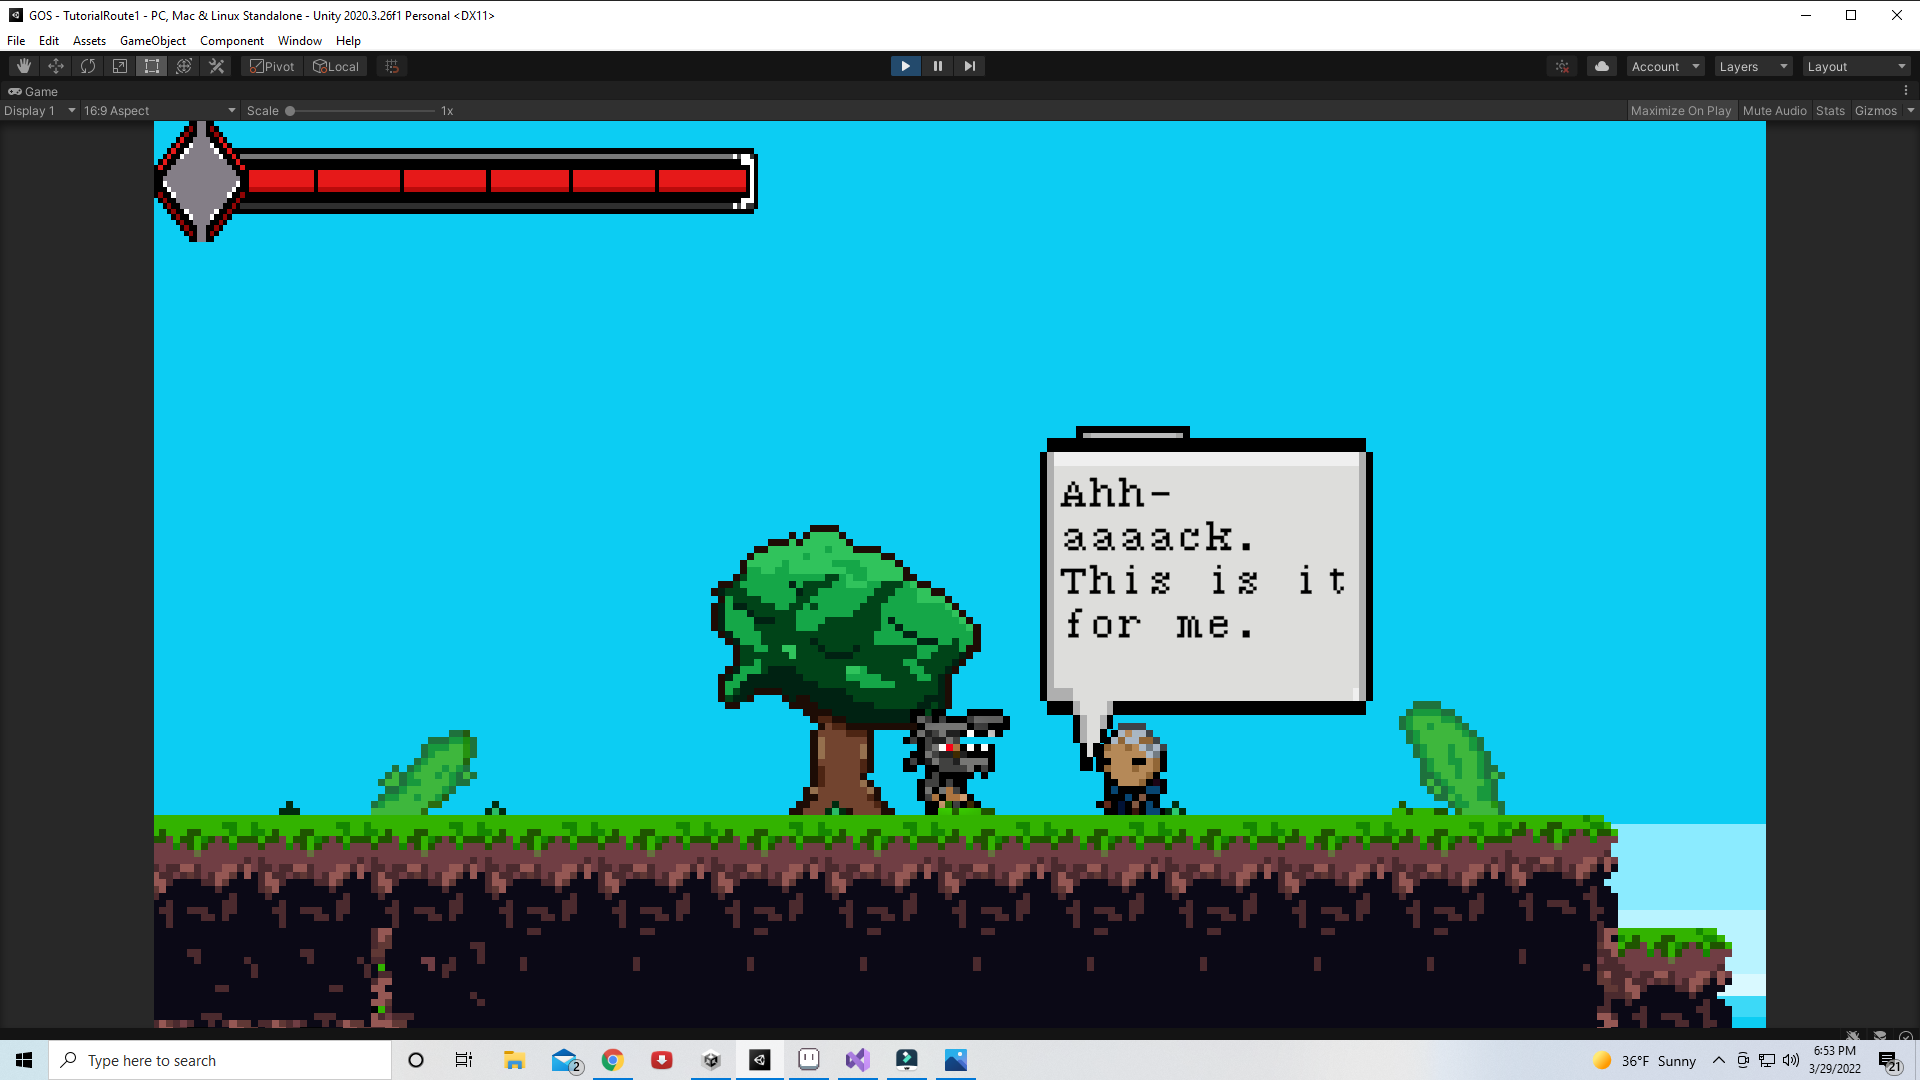 GOS - TutorialRoute1 - PC, Mac & Linux Standalone - Unity 2020.3.26f1 Personal <DX11>
File Edit Assets GameObject Component Window Help
Pivot Local Account Layers Layout
Game
Display 1 16:9 Aspect Scale 1x Maximize On Play Mute Audio Stats Gizmos
Ahh-
aaaack.
This is it
for me.
Type here to search
2
36°F Sunny
6:53 PM
3/29/2022
21